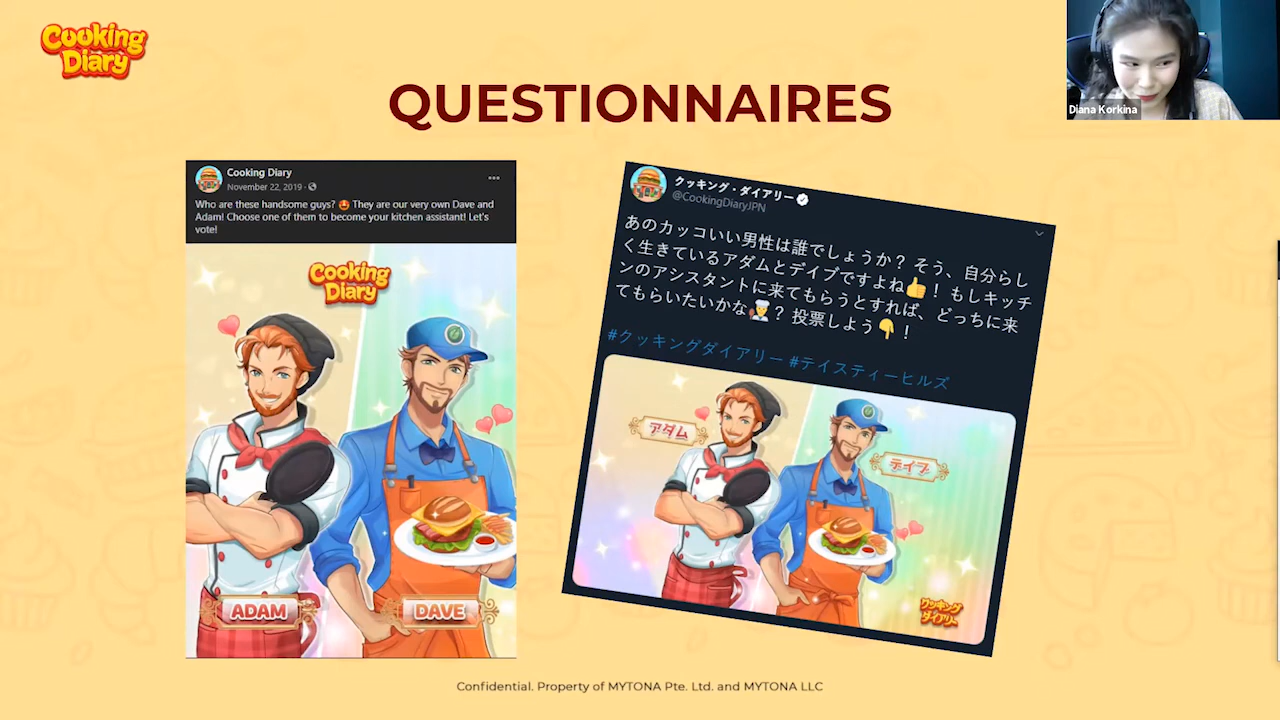 Cooking
Diary
QUESTIONNAIRES
Diana Korkina
Cooking Diary
November 22, 2019 ·
Who are these handsome guys? 🤩 They are our very own Dave and
Adam! Choose one of them to become your kitchen assistant! Let's
vote!
Cooking
Diary
ADAM
DAVE
クッキング・ダイアリー
@CookingDiaryJPN
あのカッコいい男性は誰でしょうか？ そう、自分らし
く生きているアダムとデイブですよね👍！ もしキッチ
ンのアシスタントに来てもらうとすれば、どっちに来
てもらいたいかな👨‍🍳？ 投票しよう👇！
#クッキングダイアリー #テイスティーヒルズ
アダム
デイブ
クッキング
ダイアリー
Confidential. Property of MYTONA Pte. Ltd. and MYTONA LLC